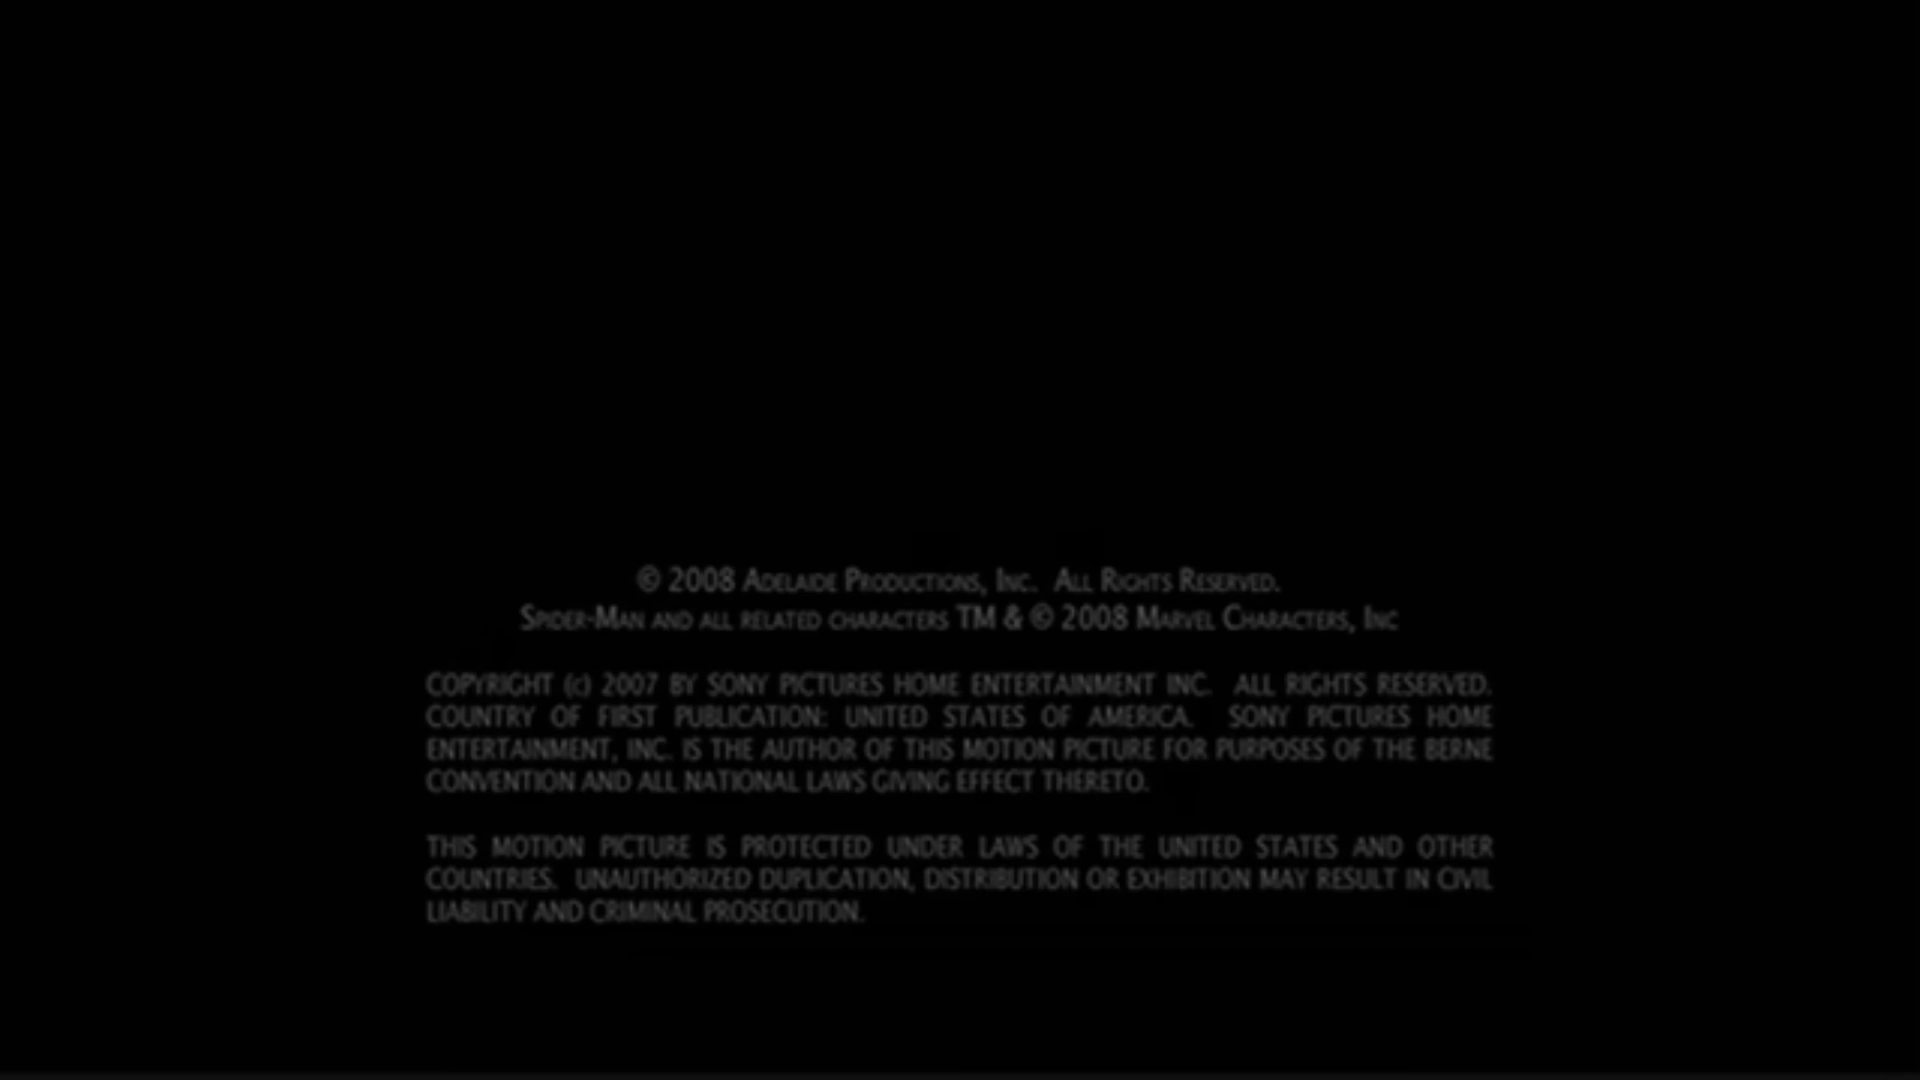 © 2008 Adelaide Productions, Inc.  All Rights Reserved.
Spider-Man and all related characters TM & © 2008 Marvel Characters, Inc
COPYRIGHT (c) 2007 BY SONY PICTURES HOME ENTERTAINMENT INC.  ALL RIGHTS RESERVED.
COUNTRY OF FIRST PUBLICATION: UNITED STATES OF AMERICA.  SONY PICTURES HOME
ENTERTAINMENT, INC. IS THE AUTHOR OF THIS MOTION PICTURE FOR PURPOSES OF THE BERNE
CONVENTION AND ALL NATIONAL LAWS GIVING EFFECT THERETO.
THIS MOTION PICTURE IS PROTECTED UNDER LAWS OF THE UNITED STATES AND OTHER
COUNTRIES.  UNAUTHORIZED DUPLICATION, DISTRIBUTION OR EXHIBITION MAY RESULT IN CIVIL
LIABILITY AND CRIMINAL PROSECUTION.